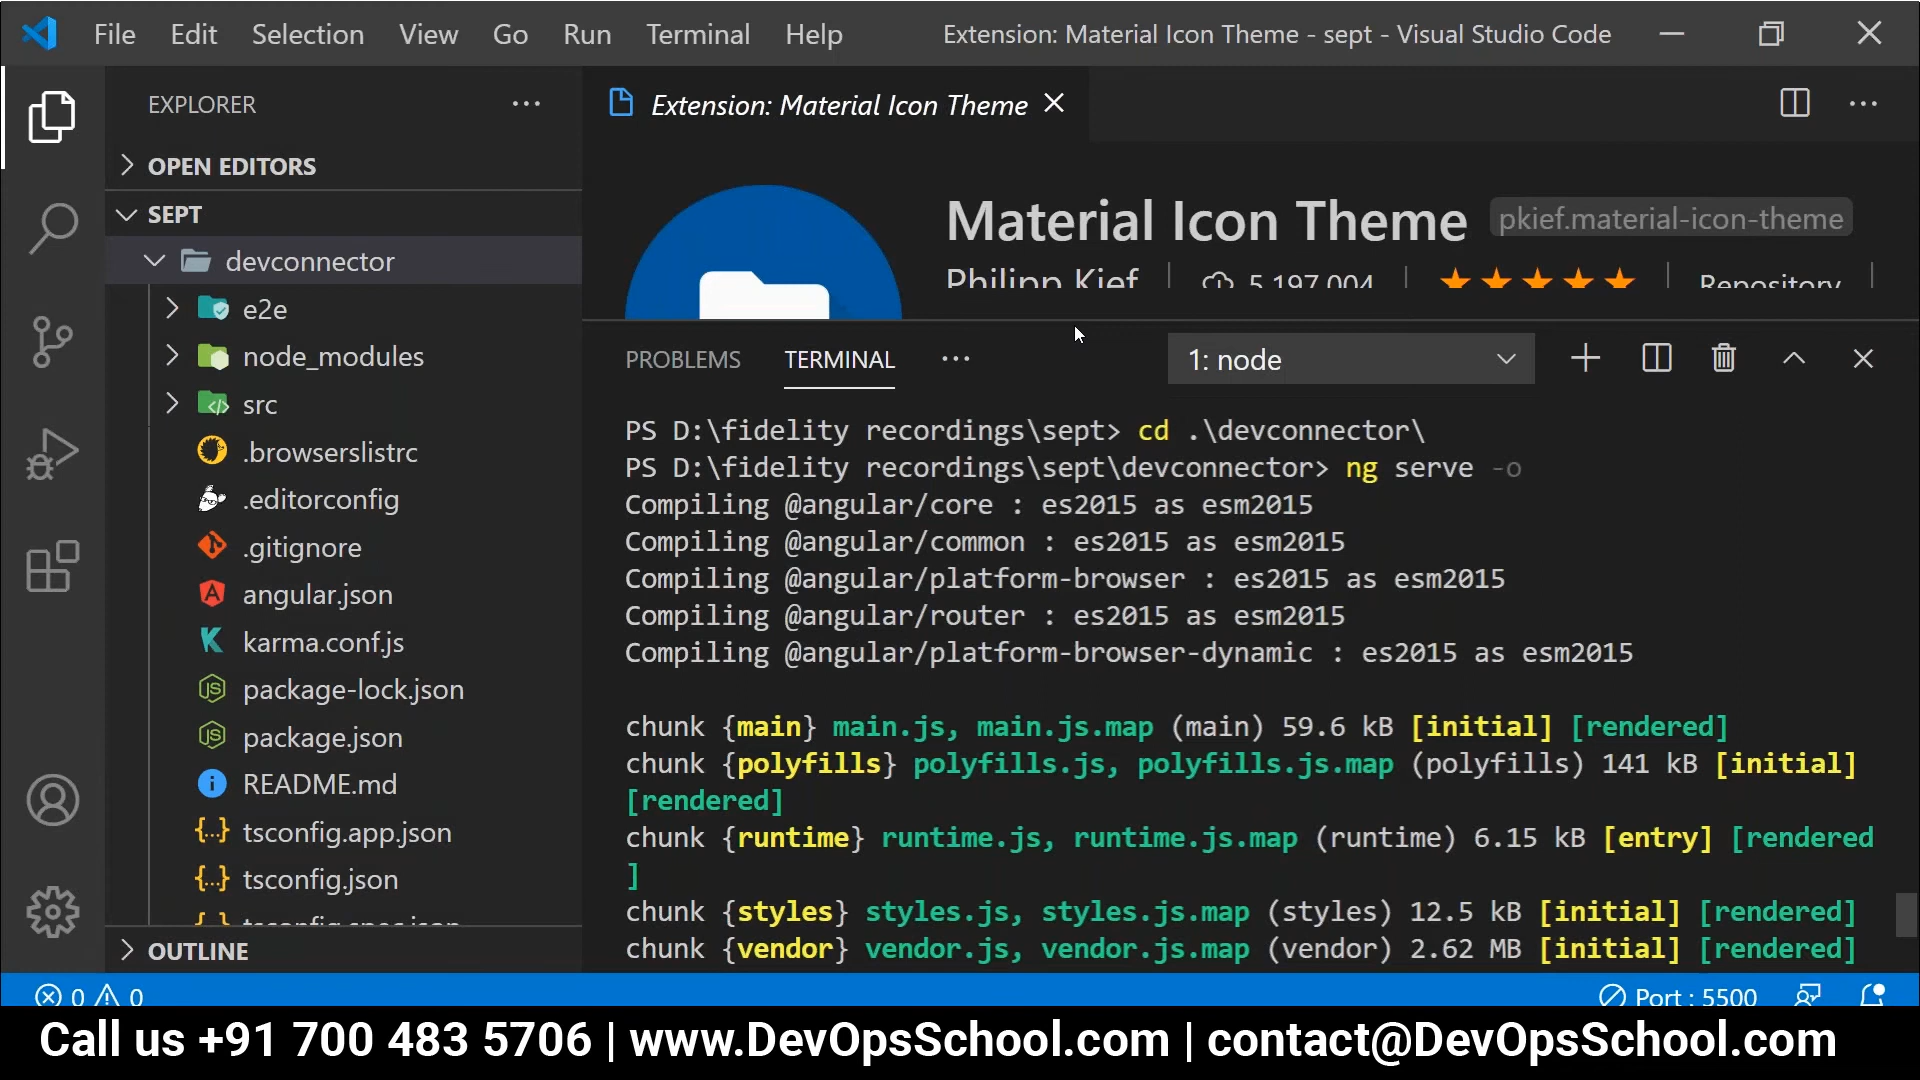 File Edit Selection View Go Run Terminal Help Extension: Material Icon Theme - sept - Visual Studio Code
EXPLORER
OPEN EDITORS
SEPT
devconnector
e2e
node_modules
src
.browserslistrc
.editorconfig
.gitignore
angular.json
karma.conf.js
package-lock.json
package.json
README.md
tsconfig.app.json
tsconfig.json
tsconfig.spec.json
OUTLINE
Extension: Material Icon Theme
Material Icon Theme pkief.material-icon-theme
Philipp Kief 5,197,004 Repository
PROBLEMS TERMINAL ··· 1: node
PS D:\fidelity recordings\sept> cd .\devconnector\
PS D:\fidelity recordings\sept\devconnector> ng serve -o
Compiling @angular/core : es2015 as esm2015
Compiling @angular/common : es2015 as esm2015
Compiling @angular/platform-browser : es2015 as esm2015
Compiling @angular/router : es2015 as esm2015
Compiling @angular/platform-browser-dynamic : es2015 as esm2015
chunk {main} main.js, main.js.map (main) 59.6 kB [initial] [rendered]
chunk {polyfills} polyfills.js, polyfills.js.map (polyfills) 141 kB [initial]
[rendered]
chunk {runtime} runtime.js, runtime.js.map (runtime) 6.15 kB [entry] [rendered
]
chunk {styles} styles.js, styles.js.map (styles) 12.5 kB [initial] [rendered]
chunk {vendor} vendor.js, vendor.js.map (vendor) 2.62 MB [initial] [rendered]
0 0 Port : 5500
Call us +91 700 483 5706 | www.DevOpsSchool.com | contact@DevOpsSchool.com